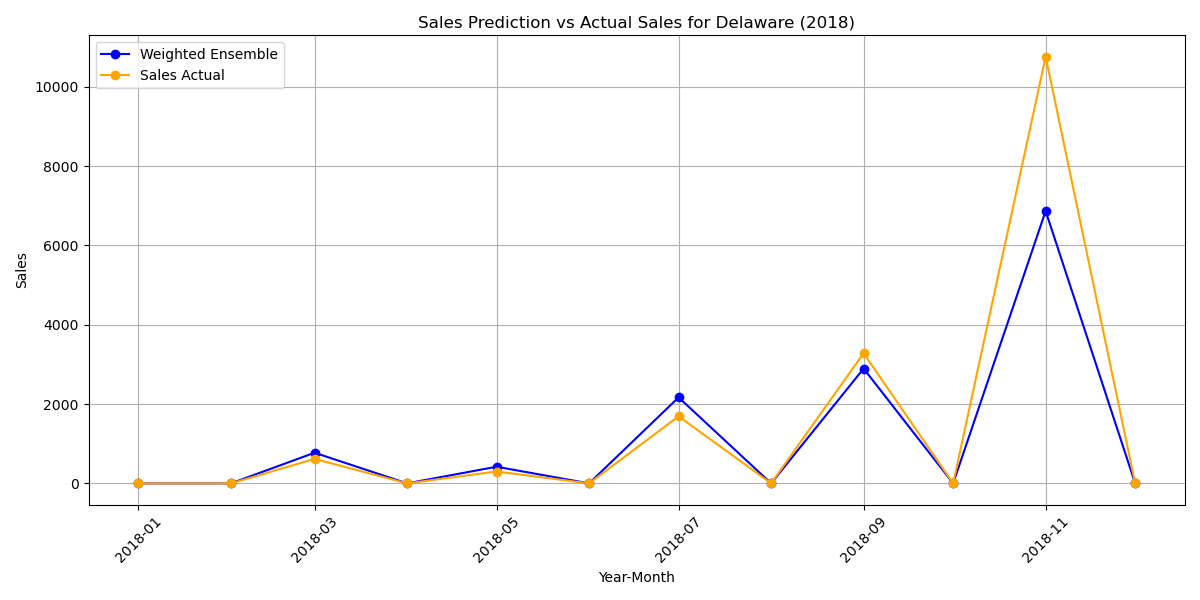 Sales Prediction vs Actual Sales for Delaware (2018)
Weighted Ensemble
Sales Actual
10000
8000
6000
4000
2000
0
Sales
2018-01
2018-03
2018-05
2018-07
2018-09
2018-11
Year-Month